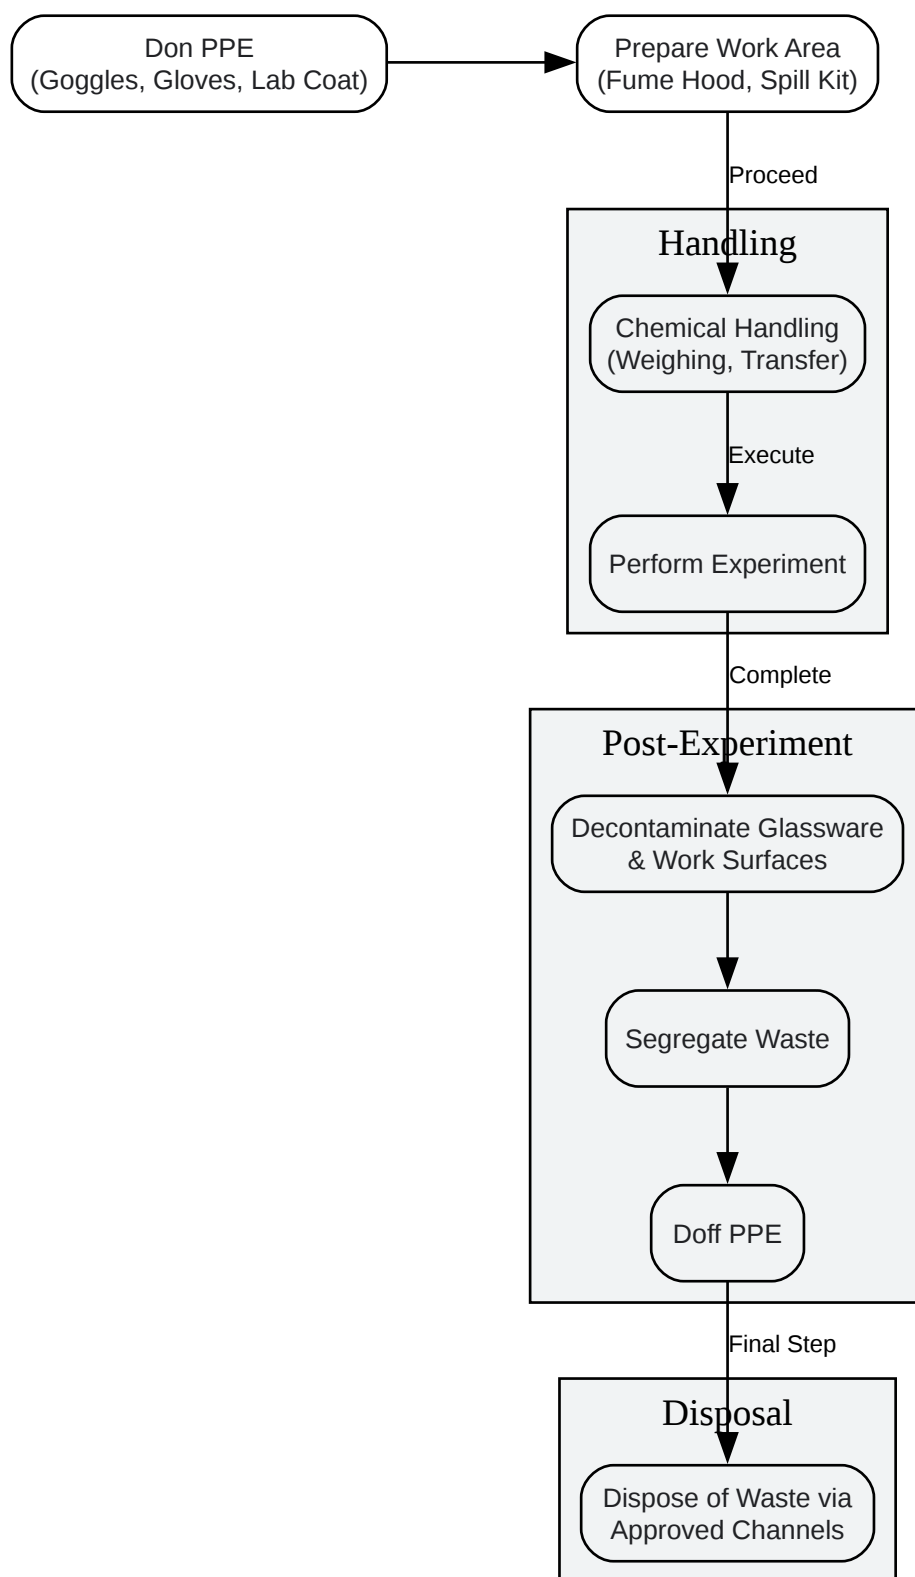 Don PPE
(Goggles, Gloves, Lab Coat)
Prepare Work Area
(Fume Hood, Spill Kit)
Proceed
Handling
Chemical Handling
(Weighing, Transfer)
Execute
Perform Experiment
Complete
Post-Experiment
Decontaminate Glassware
& Work Surfaces
Segregate Waste
Doff PPE
Final Step
Disposal
Dispose of Waste via
Approved Channels